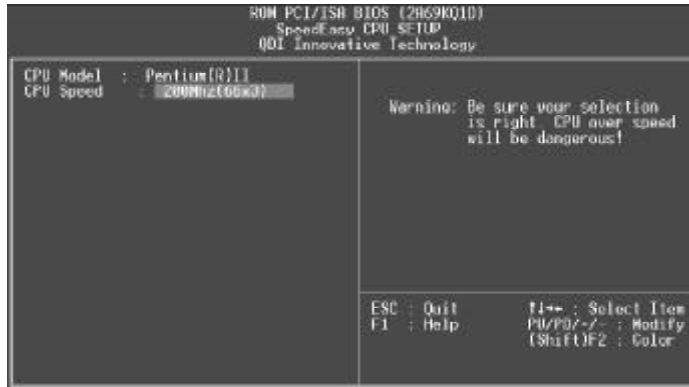 ROM PCI/ISA BIOS (2A69KQ1D)
SpeedEasy CPU SETUP
QDI Innovative Technology
CPU Model : Pentium(R)II
CPU Speed : 200Mhz(66x3)
Warning: Be sure your selection
is right CPU over speed
will be dangerous!
ESC : Quit
F1 : Help
↑↓→← : Select Item
PU/PD/+/- : Modify
(Shift)F2 : Color